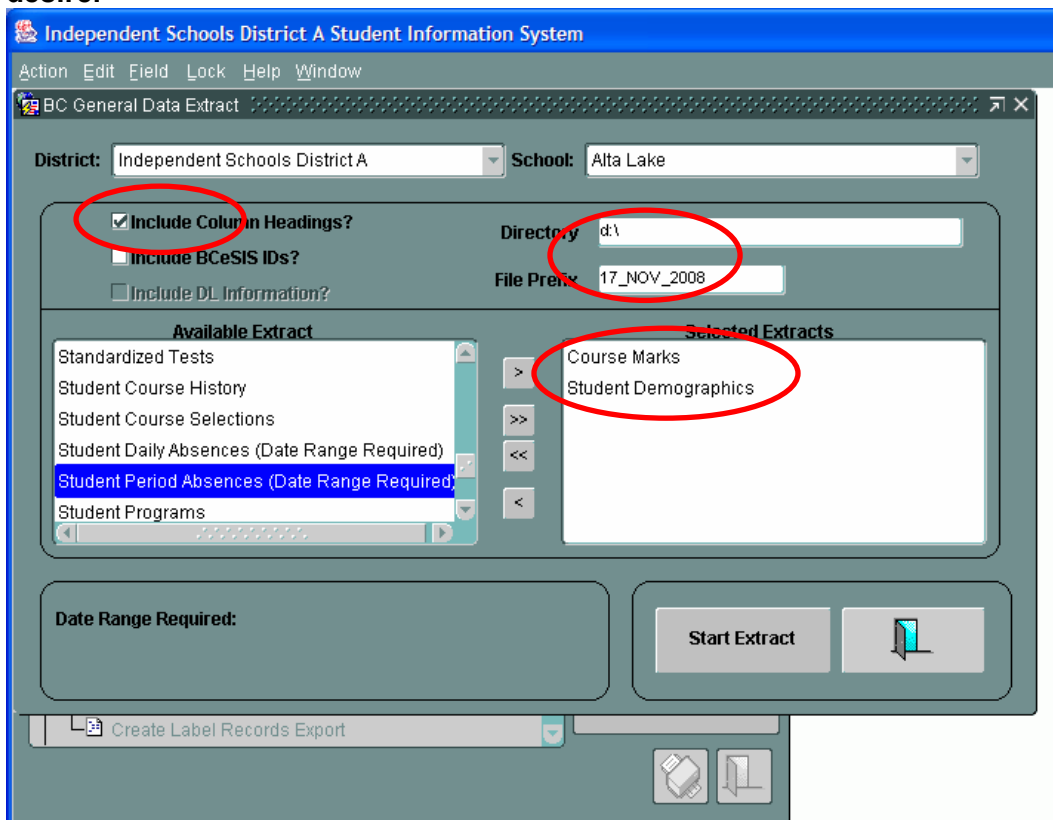 Independent Schools District A Student Information System
Action Edit Field Lock Help Window
BC General Data Extract
District: Independent Schools District A School: Alta Lake
Include Column Headings?
Directory d:\
Include BCeSIS IDs?
File Prefix 17_NOV_2008
Include DL Information?
Available Extract Selected Extracts
Standardized Tests Course Marks
Student Course History > Student Demographics
Student Course Selections >>
Student Daily Absences (Date Range Required) <<
Student Period Absences (Date Range Required)
Student Programs <
Date Range Required:
Start Extract
Create Label Records Export